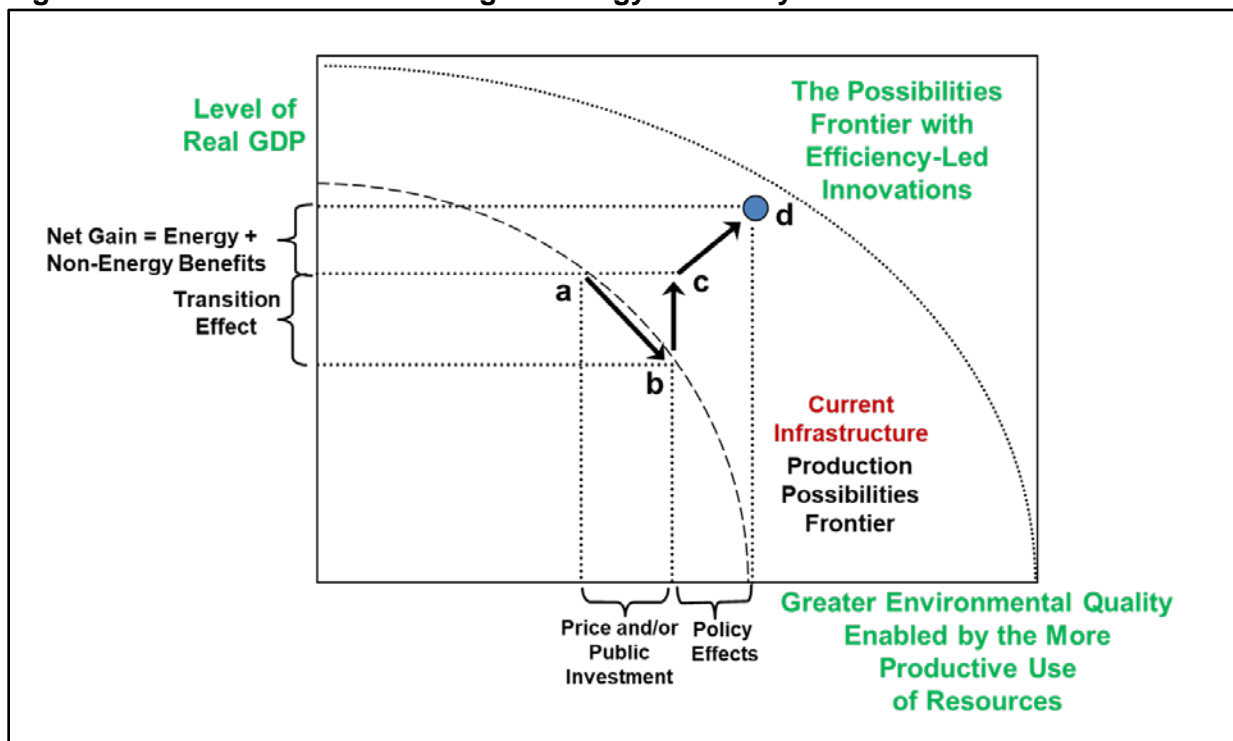 Level of
Real GDP
The Possibilities
Frontier with
Efficiency-Led
Innovations
Net Gain = Energy +
Non-Energy Benefits
Transition
Effect
a
b
c
d
Current
Infrastructure
Production
Possibilities
Frontier
Price and/or
Public
Investment
Policy
Effects
Greater Environmental Quality
Enabled by the More
Productive Use
of Resources